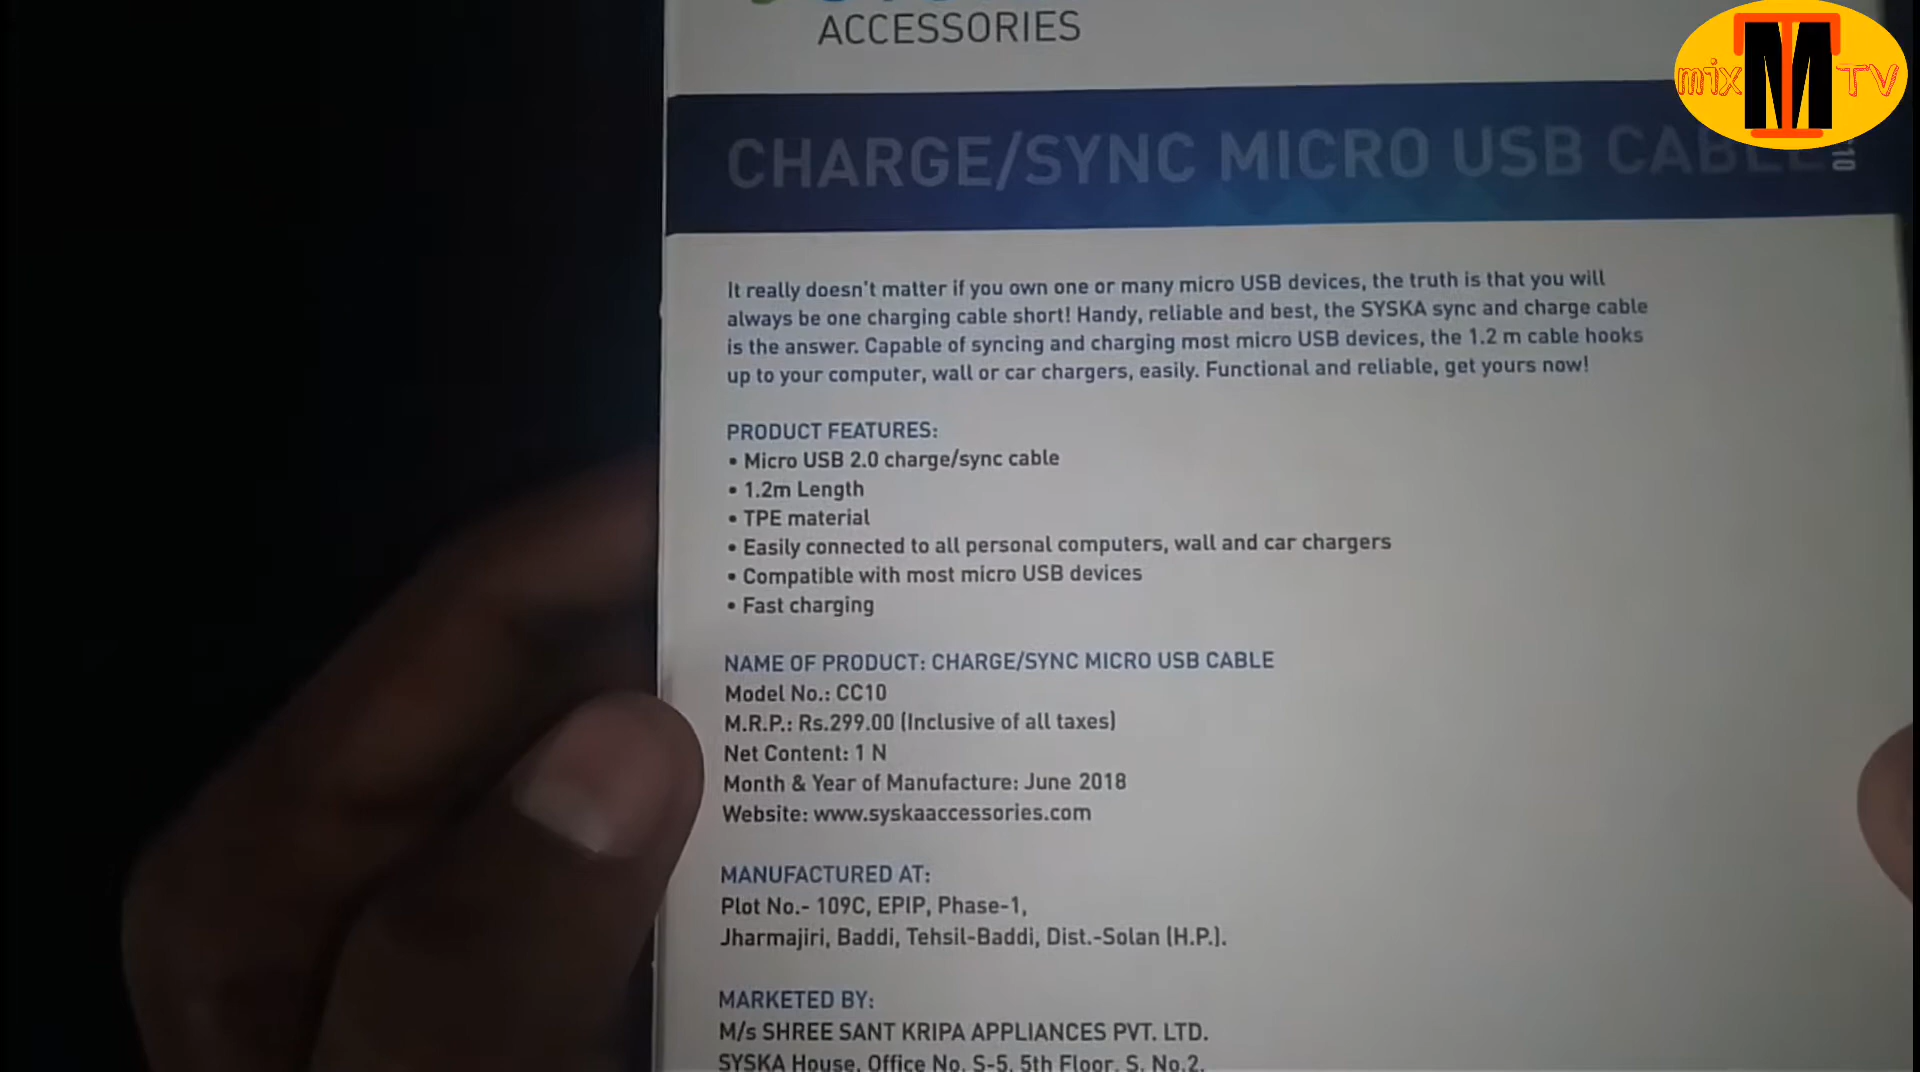 ACCESSORIES
mix M TV
CHARGE/SYNC MICRO USB CABLE
It really doesn't matter if you own one or many micro USB devices, the truth is that you will
always be one charging cable short! Handy, reliable and best, the SYSKA sync and charge cable
is the answer. Capable of syncing and charging most micro USB devices, the 1.2 m cable hooks
up to your computer, wall or car chargers, easily. Functional and reliable, get yours now!
PRODUCT FEATURES:
• Micro USB 2.0 charge/sync cable
• 1.2m Length
• TPE material
• Easily connected to all personal computers, wall and car chargers
• Compatible with most micro USB devices
• Fast charging
NAME OF PRODUCT: CHARGE/SYNC MICRO USB CABLE
Model No.: CC10
M.R.P.: Rs.299.00 (Inclusive of all taxes)
Net Content: 1 N
Month & Year of Manufacture: June 2018
Website: www.syskaaccessories.com
MANUFACTURED AT:
Plot No.- 109C, EPIP, Phase-1,
Jharmajiri, Baddi, Tehsil-Baddi, Dist.-Solan (H.P.).
MARKETED BY:
M/s SHREE SANT KRIPA APPLIANCES PVT. LTD.
SYSKA House, Office No. S-5, 5th Floor, S. No.2,